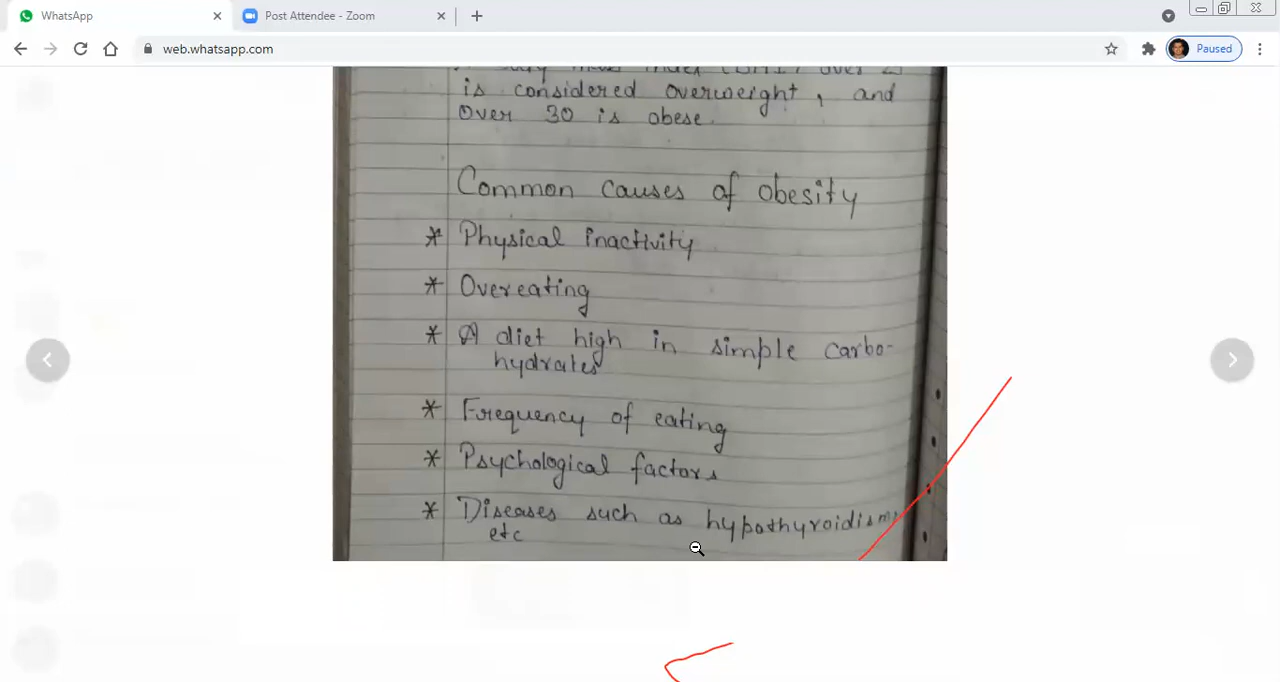 WhatsApp
Post Attendee - Zoom
web.whatsapp.com
Paused
over 2
is considered overweight, and
Over 30 is obese.
Common causes of obesity
* Physical inactivity
* Overeating
* A diet high in simple carbo-
hydrates
* Frequency of eating
* Psychological factors
* Diseases such as hypothyroidism
etc